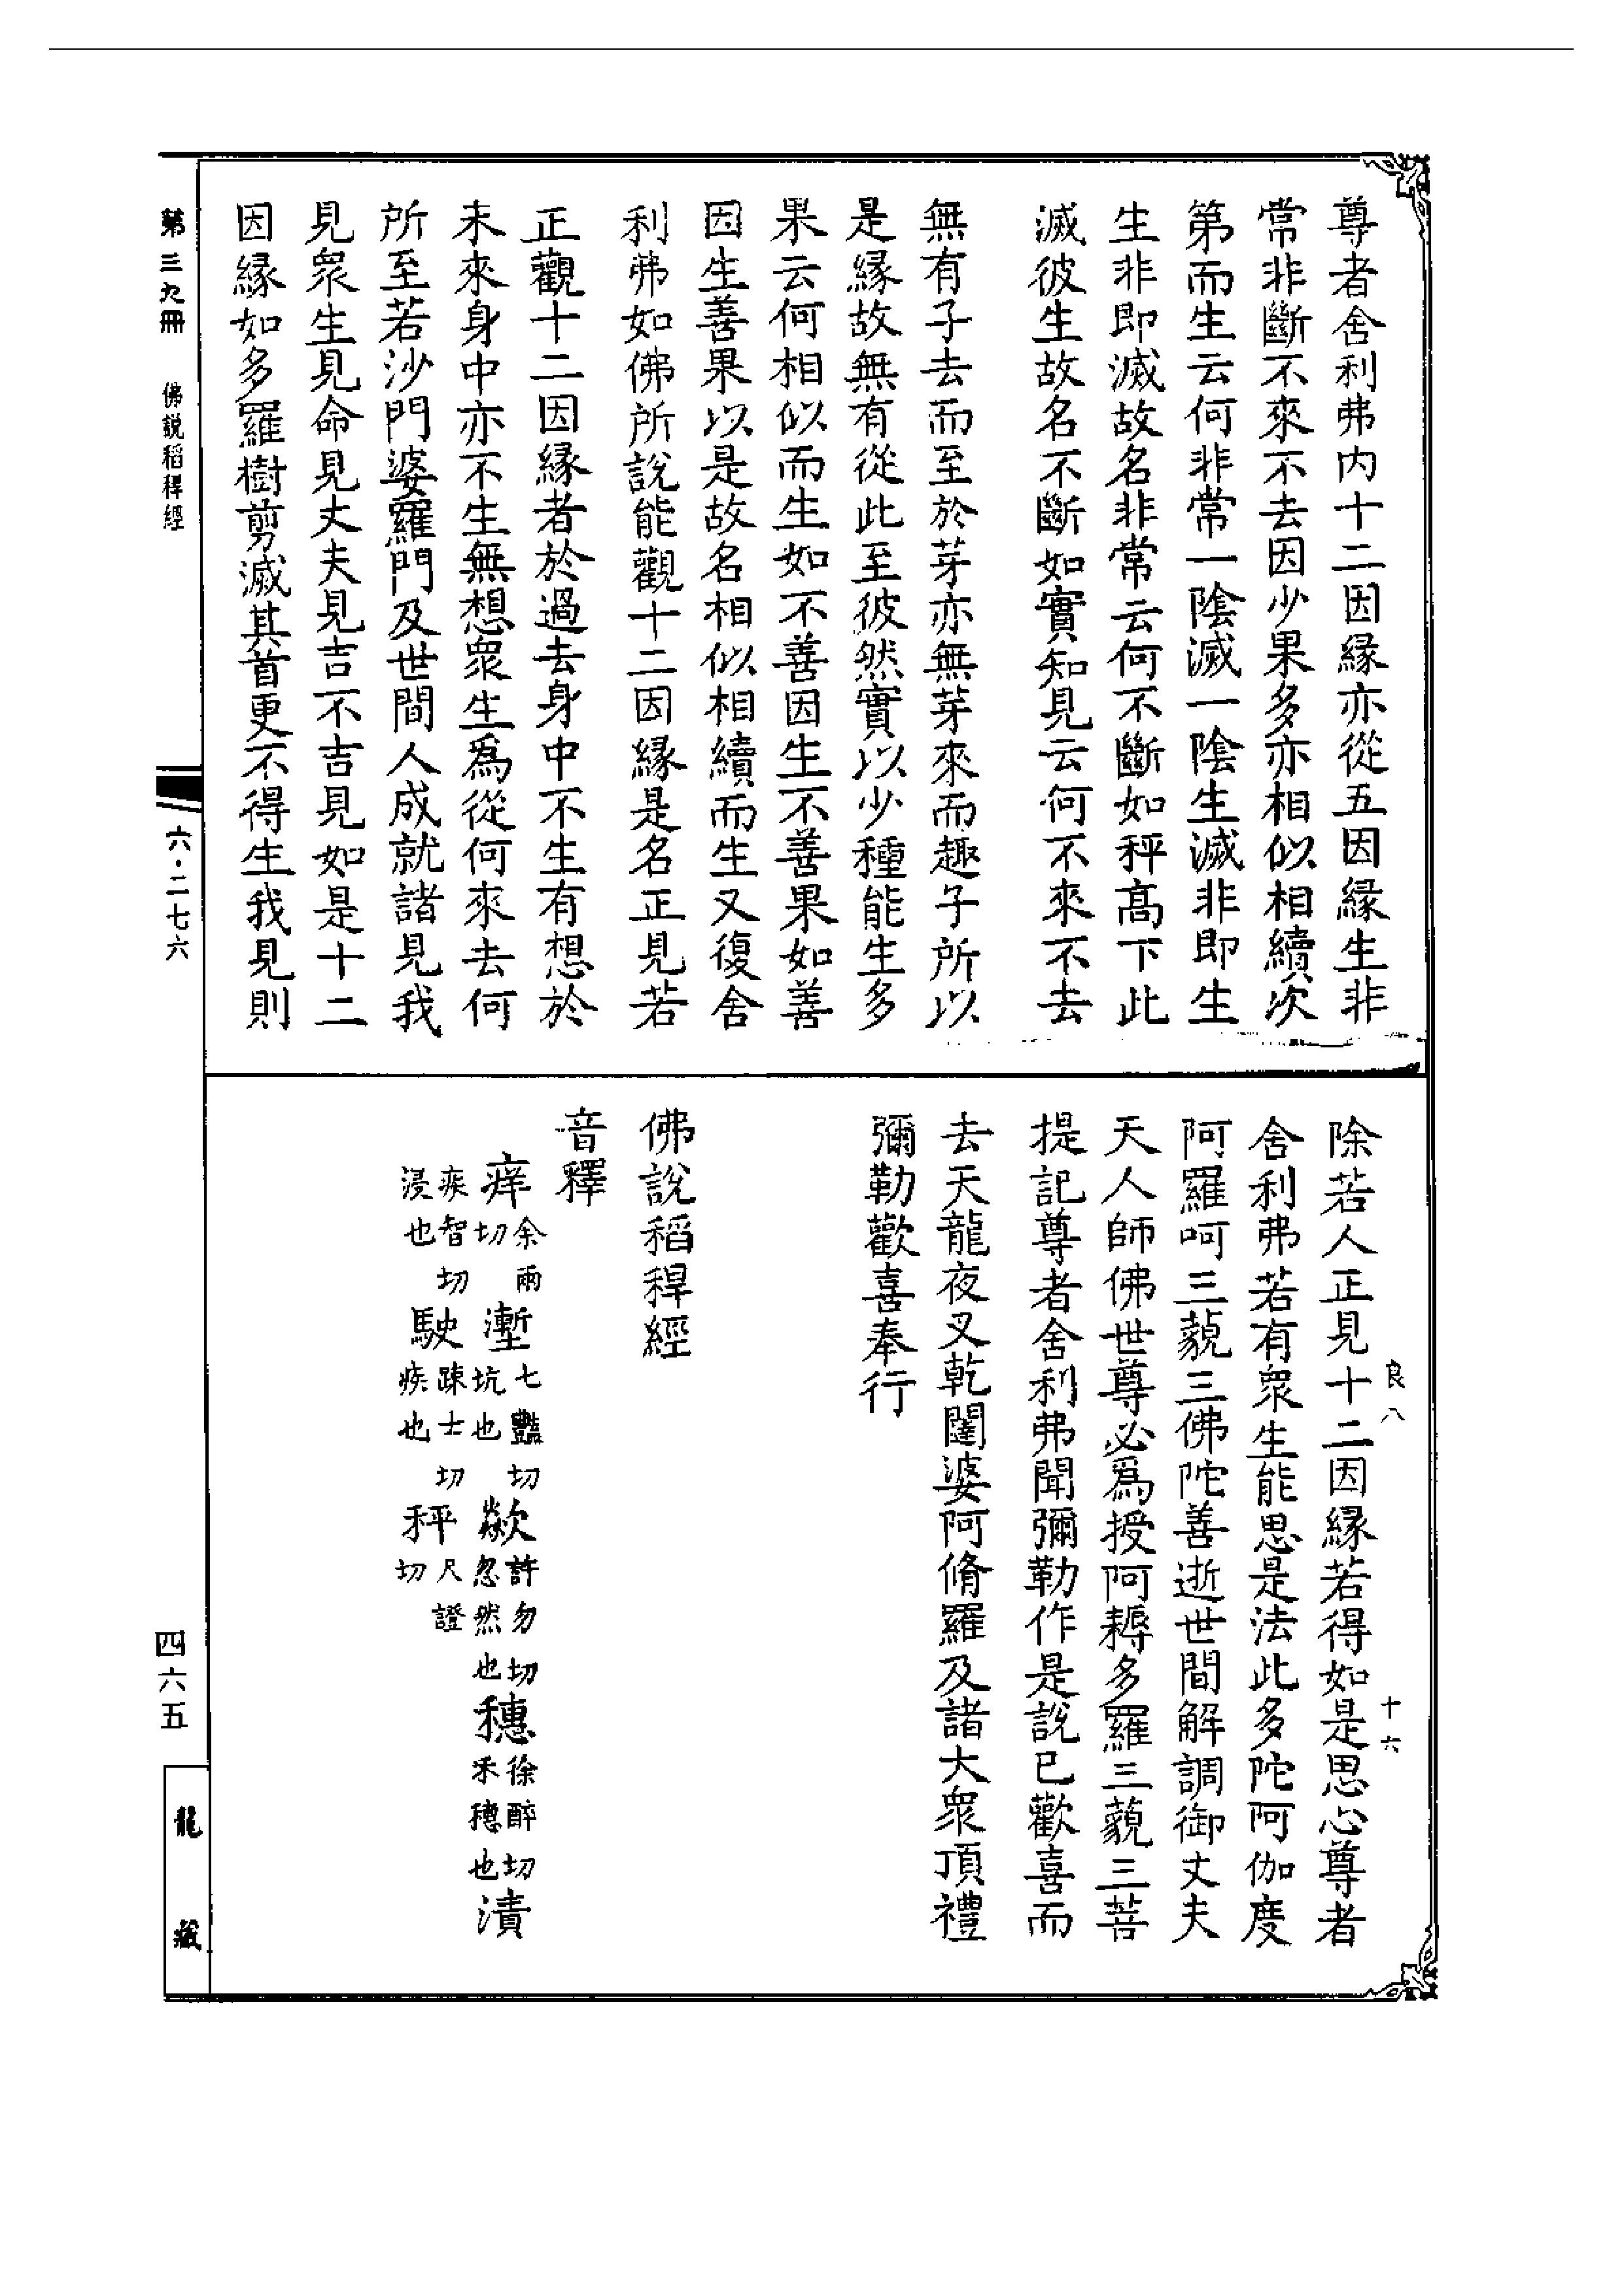 尊者舍利弗内十二因緣亦從五因緣生非
常非斷不來不去因少果多亦相似相續次
第而生云何非常一陰滅一陰生滅非即生
生非即滅故名非常云何不斷如秤高下此
滅彼生故名不斷如實知見云何不來不去
無有子去而至於芽亦無芽來而趣子所以
是緣故無有從此至彼然實以少種能生多
果云何相似而生如不善因生不善果如善
因生善果以是故名相似相續而生又復舍
利弗如佛所說能觀十二因緣是名正見若
正觀十二因緣者於過去身中不生有想於
未來身中亦不生無想眾生為從何來去何
所至若沙門婆羅門及世間人成就諸見我
見眾生見命見丈夫見吉不吉見如是十二
因緣如多羅樹剪滅其首更不得生我見則
第三九冊 佛說稻稈經
六·二七六
良八 十六
除若人正見十二因緣若得如是思心尊者
舍利弗若有眾生能思是法此多陀阿伽度
阿羅呵三藐三佛陀善逝世間解調御丈夫
天人師佛世尊必為授阿耨多羅三藐三菩
提記尊者舍利弗聞彌勒作是說已歡喜而
去天龍夜叉乾闥婆阿脩羅及諸大眾頂禮
彌勒歡喜奉行
佛說稻稈經
音釋
痒余兩切 塹七豔切坑也 歘許勿切忽然也 穗徐醉切禾穗也 漬
疾智切浸也 駛疎士切疾也 秤尺證切
四六五
龍藏